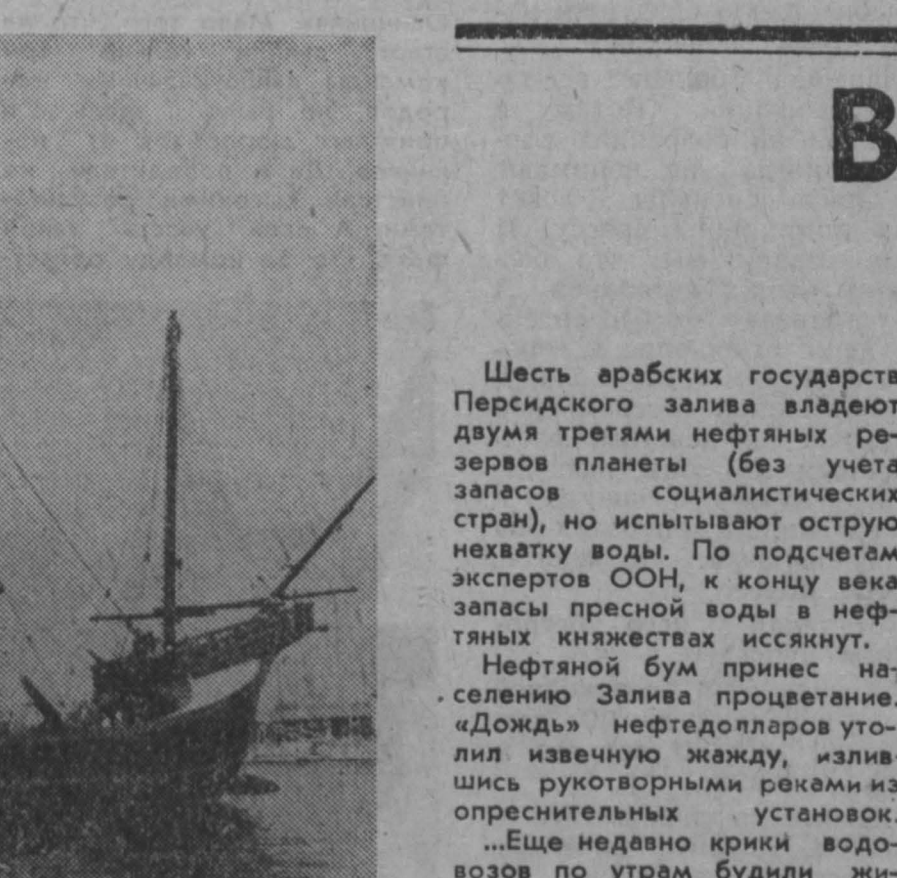 В
Шесть арабских государств
Персидского залива владеют
двумя третями нефтяных ре-
зервов планеты (без учета
запасов социалистических
стран), но испытывают острую
нехватку воды. По подсчетам
экспертов ООН, к концу века
запасы пресной воды в неф-
тяных княжествах иссякнут.
Нефтяной бум принес на-
селению Залива процветание.
«Дождь» нефтедолларов уто-
лил извечную жажду, излив-
шись рукотворными реками из
опреснительных установок.
...Еще недавно крики водо-
возов по утрам будили жи-